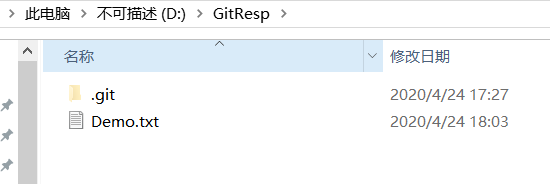 此电脑 > 不可描述 (D:) > GitResp >
名称 修改日期
.git 2020/4/24 17:27
Demo.txt 2020/4/24 18:03